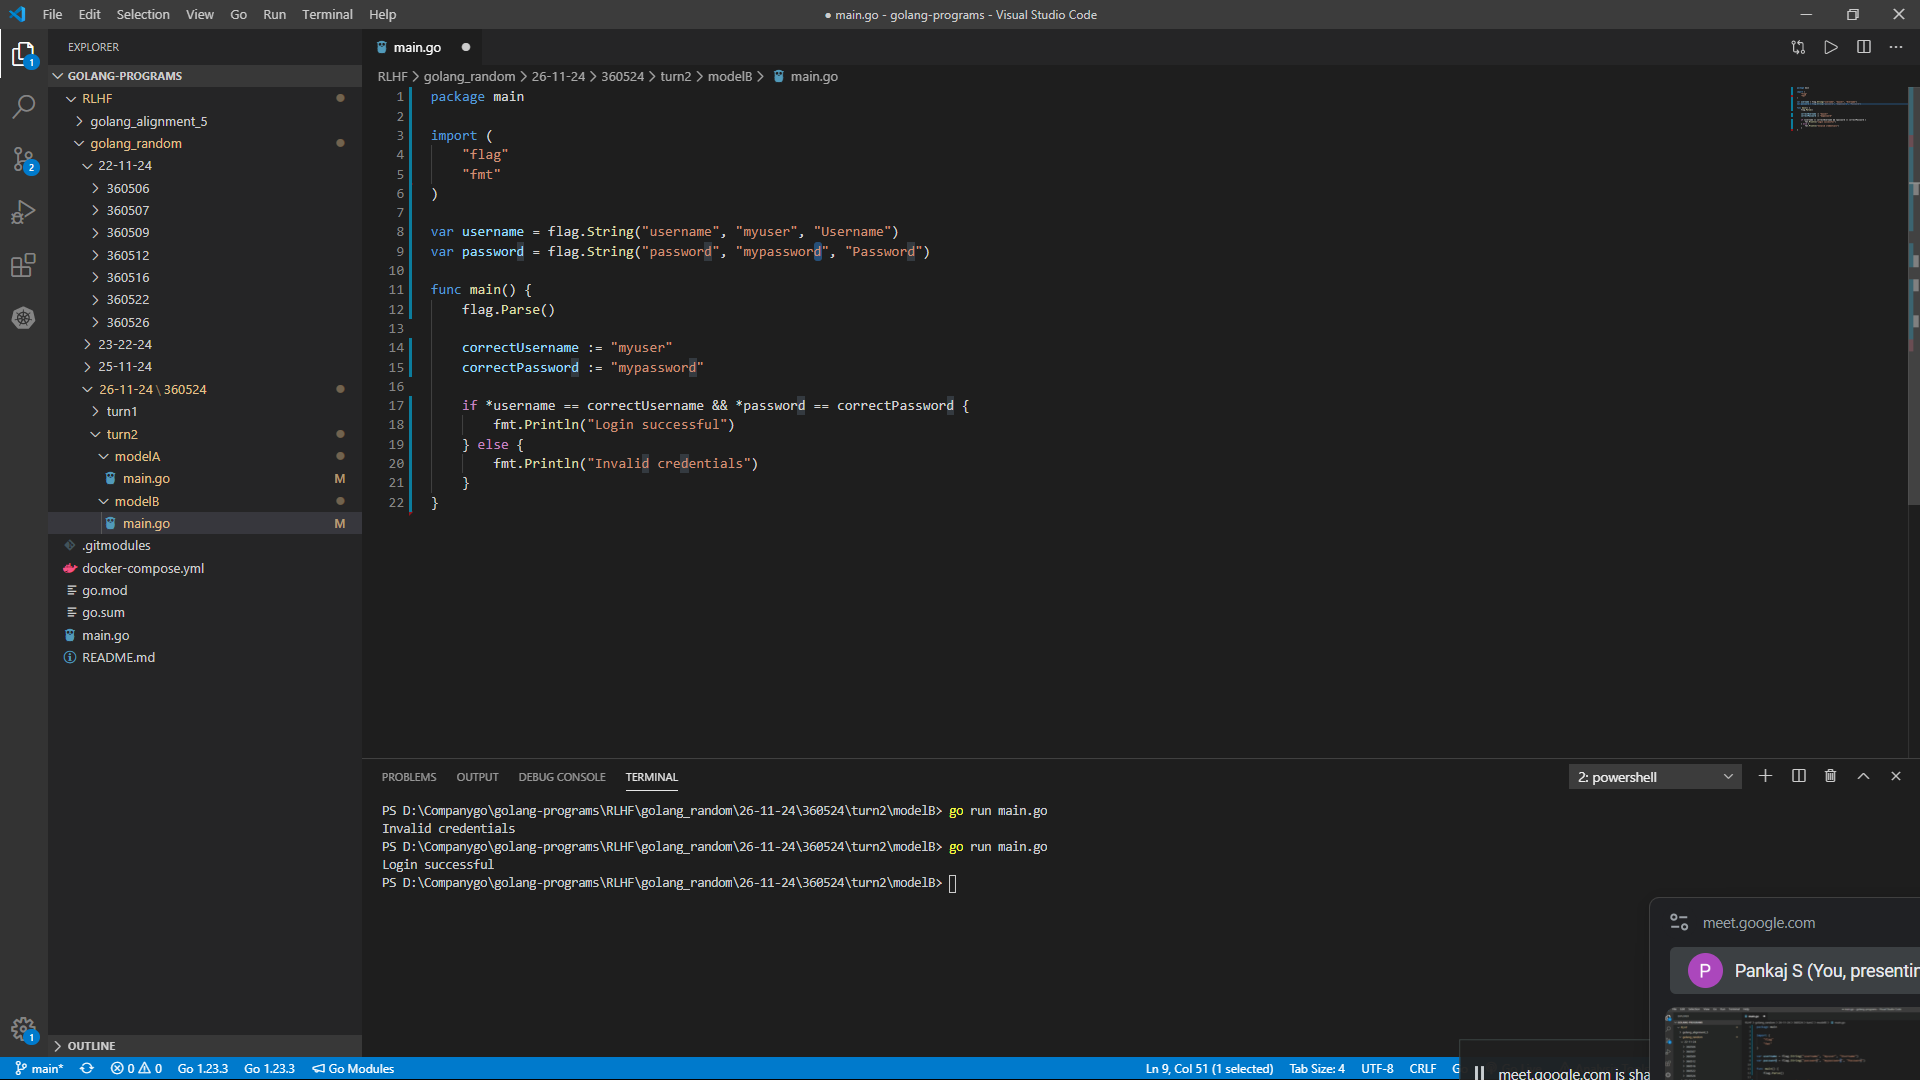 File Edit Selection View Go Run Terminal Help
● main.go - golang-programs - Visual Studio Code
EXPLORER
GOLANG-PROGRAMS
RLHF
golang_alignment_5
golang_random
22-11-24
360506
360507
360509
360512
360516
360522
360526
23-22-24
25-11-24
26-11-24 \ 360524
turn1
turn2
modelA
main.go M
modelB
main.go M
.gitmodules
docker-compose.yml
go.mod
go.sum
main.go
README.md
OUTLINE
1
2
1
main.go
RLHF > golang_random > 26-11-24 > 360524 > turn2 > modelB > main.go
1 package main
2
3 import (
4 "flag"
5 "fmt"
6 )
7
8 var username = flag.String("username", "myuser", "Username")
9 var password = flag.String("password", "mypassword", "Password")
10
11 func main() {
12 flag.Parse()
13
14 correctUsername := "myuser"
15 correctPassword := "mypassword"
16
17 if *username == correctUsername && *password == correctPassword {
18 fmt.Println("Login successful")
19 } else {
20 fmt.Println("Invalid credentials")
21 }
22 }
PROBLEMS OUTPUT DEBUG CONSOLE TERMINAL
2: powershell
PS D:\Companygo\golang-programs\RLHF\golang_random\26-11-24\360524\turn2\modelB> go run main.go
Invalid credentials
PS D:\Companygo\golang-programs\RLHF\golang_random\26-11-24\360524\turn2\modelB> go run main.go
Login successful
PS D:\Companygo\golang-programs\RLHF\golang_random\26-11-24\360524\turn2\modelB>
meet.google.com
P
Pankaj S (You, presentin
meet.google.com is sha
main* 0 0 Go 1.23.3 Go 1.23.3 Go Modules
Ln 9, Col 51 (1 selected) Tab Size: 4 UTF-8 CRLF G